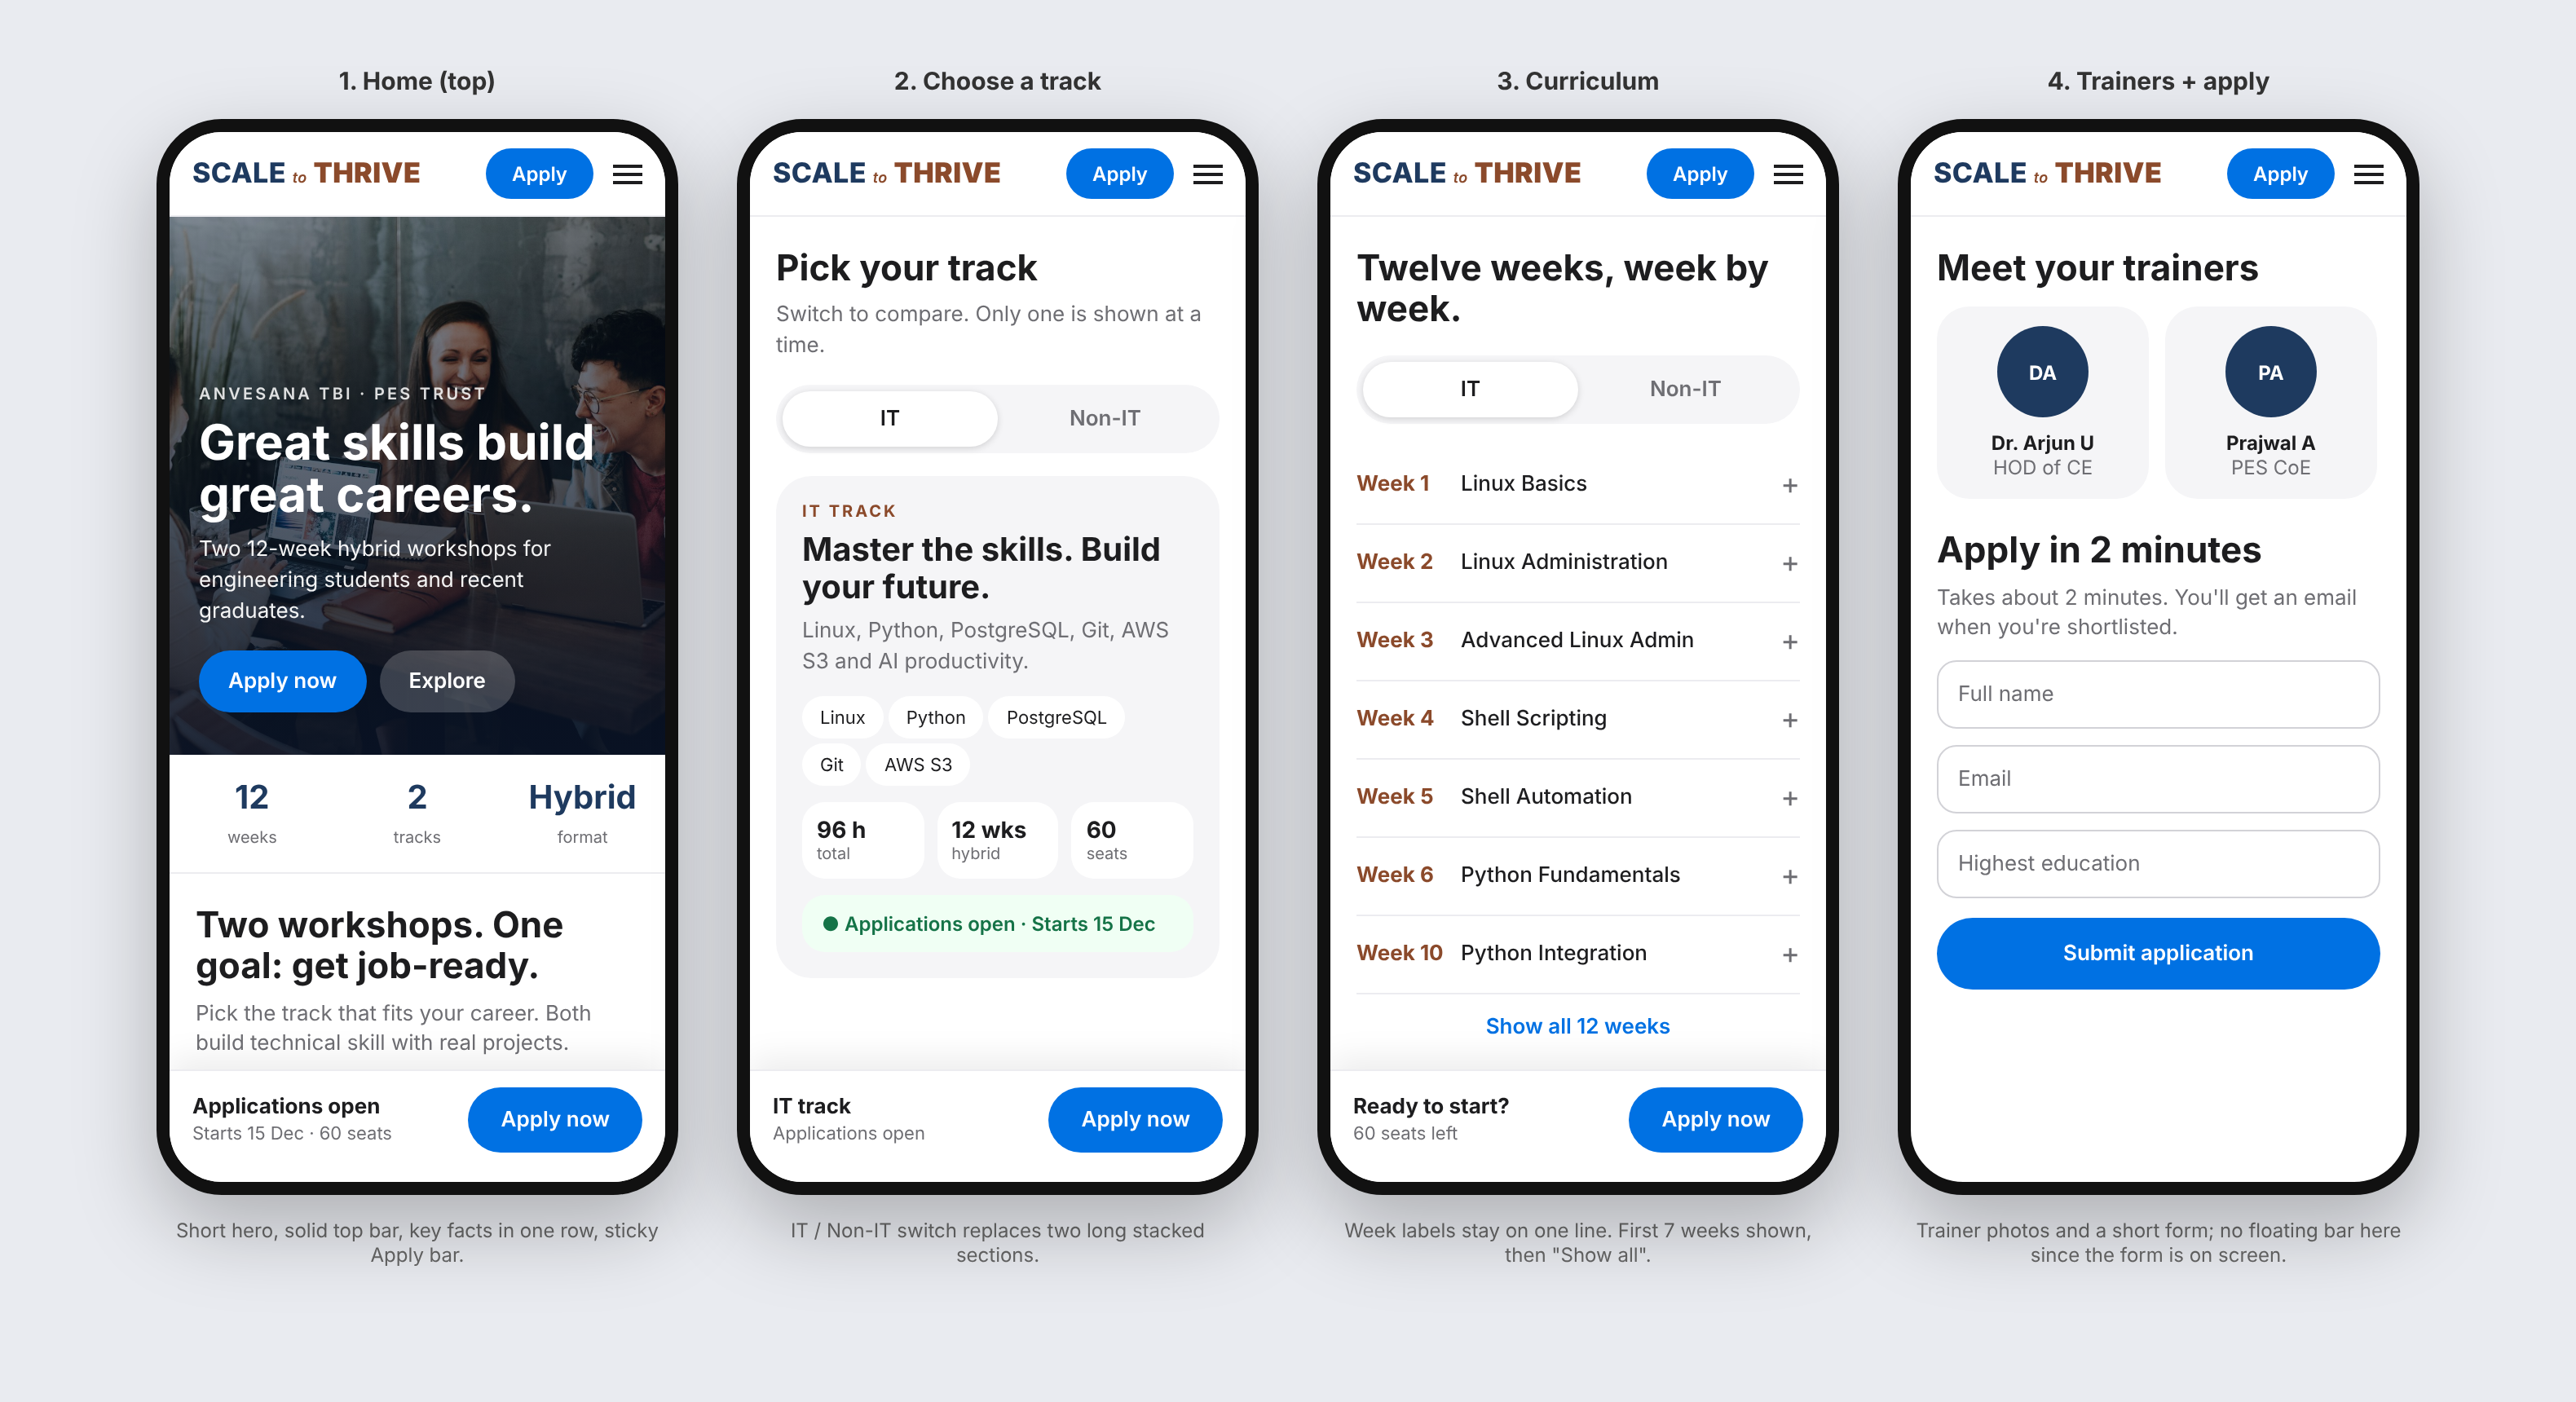 1. Home (top)
SCALE to THRIVE
Apply
ANVESANA TBI · PES TRUST
Great skills build
great careers.
Two 12-week hybrid workshops for
engineering students and recent
graduates.
Apply now
Explore
12
weeks
2
tracks
Hybrid
format
Two workshops. One
goal: get job-ready.
Pick the track that fits your career. Both
build technical skill with real projects.
Applications open
Starts 15 Dec · 60 seats
Apply now
Short hero, solid top bar, key facts in one row, sticky
Apply bar.
2. Choose a track
SCALE to THRIVE
Apply
Pick your track
Switch to compare. Only one is shown at a
time.
IT
Non-IT
IT TRACK
Master the skills. Build
your future.
Linux, Python, PostgreSQL, Git, AWS
S3 and AI productivity.
Linux
Python
PostgreSQL
Git
AWS S3
96 h
total
12 wks
hybrid
60
seats
Applications open · Starts 15 Dec
IT track
Applications open
Apply now
IT / Non-IT switch replaces two long stacked
sections.
3. Curriculum
SCALE to THRIVE
Apply
Twelve weeks, week by
week.
IT
Non-IT
Week 1 Linux Basics +
Week 2 Linux Administration +
Week 3 Advanced Linux Admin +
Week 4 Shell Scripting +
Week 5 Shell Automation +
Week 6 Python Fundamentals +
Week 10 Python Integration +
Show all 12 weeks
Ready to start?
60 seats left
Apply now
Week labels stay on one line. First 7 weeks shown,
then "Show all".
4. Trainers + apply
SCALE to THRIVE
Apply
Meet your trainers
DA
Dr. Arjun U
HOD of CE
PA
Prajwal A
PES CoE
Apply in 2 minutes
Takes about 2 minutes. You'll get an email
when you're shortlisted.
Full name
Email
Highest education
Submit application
Trainer photos and a short form; no floating bar here
since the form is on screen.